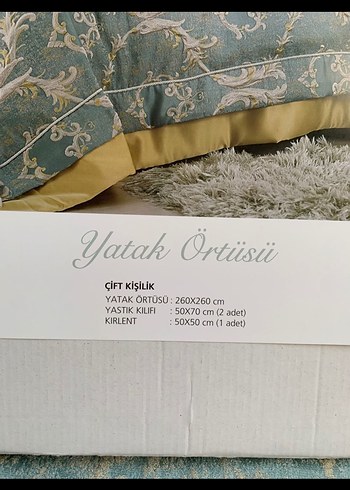 Yatak Örtüsü
ÇİFT KİŞİLİK
YATAK ÖRTÜSÜ : 260X260 cm
YASTIK KILIFI : 50X70 cm (2 adet)
KIRLENT : 50X50 cm (1 adet)